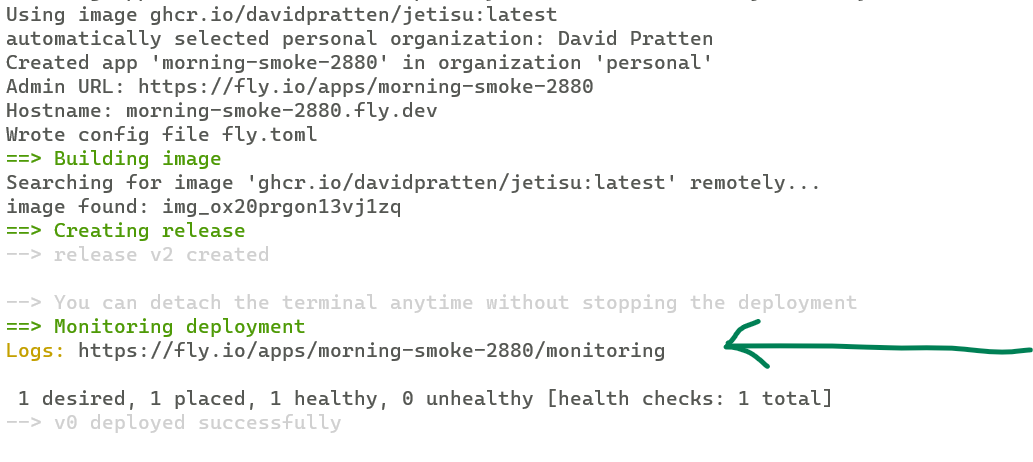 Using image ghcr.io/davidpratten/jetisu:latest
automatically selected personal organization: David Pratten
Created app 'morning-smoke-2880' in organization 'personal'
Admin URL: https://fly.io/apps/morning-smoke-2880
Hostname: morning-smoke-2880.fly.dev
Wrote config file fly.toml
==> Building image
Searching for image 'ghcr.io/davidpratten/jetisu:latest' remotely...
image found: img_ox20prgon13vj1zq
==> Creating release
--> release v2 created
--> You can detach the terminal anytime without stopping the deployment
==> Monitoring deployment
Logs: https://fly.io/apps/morning-smoke-2880/monitoring
1 desired, 1 placed, 1 healthy, 0 unhealthy [health checks: 1 total]
--> v0 deployed successfully